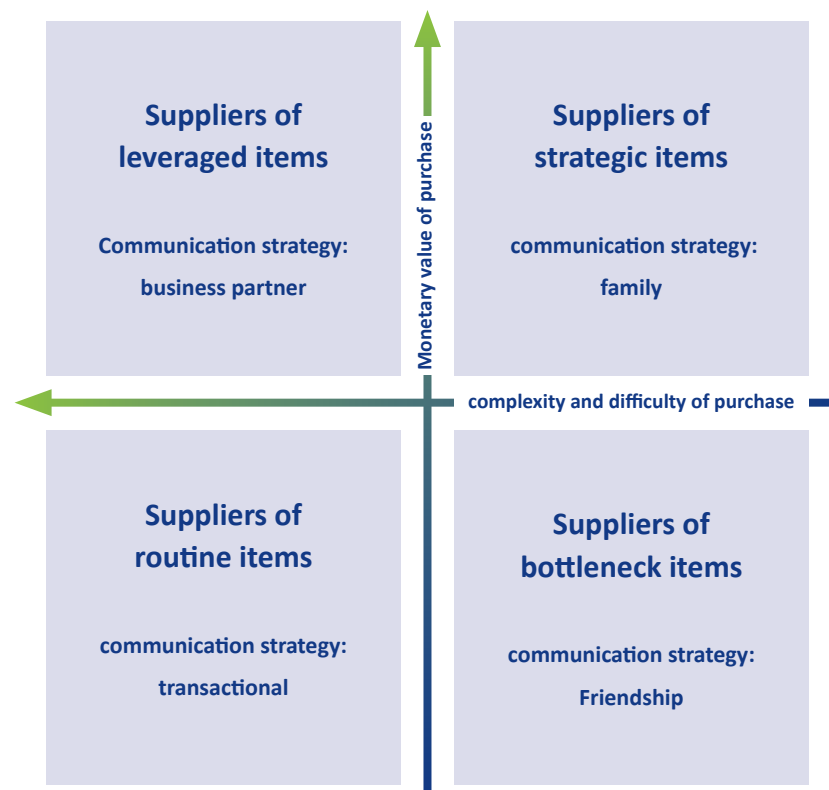 Suppliers of
leveraged items
Communication strategy:
business partner
Monetary value of purchase
Suppliers of
strategic items
communication strategy:
family
complexity and difficulty of purchase
Suppliers of
routine items
communication strategy:
transactional
Suppliers of
bottleneck items
communication strategy:
Friendship